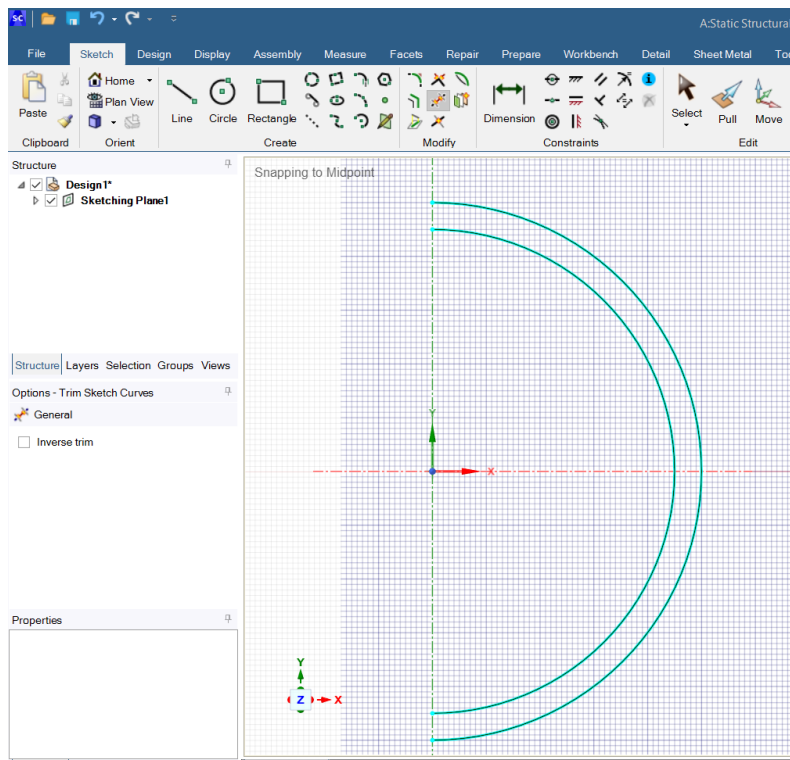 SC
A:Static Structural
File Sketch Design Display Assembly Measure Facets Repair Prepare Workbench Detail Sheet Metal
Home
Plan View
Paste Line Circle Rectangle Dimension Select Pull Move
Clipboard Orient Create Modify Constraints Edit
Structure
Design1*
Sketching Plane1
Structure Layers Selection Groups Views
Options - Trim Sketch Curves
General
Inverse trim
Properties
Snapping to Midpoint
Y
X
Y
Z X